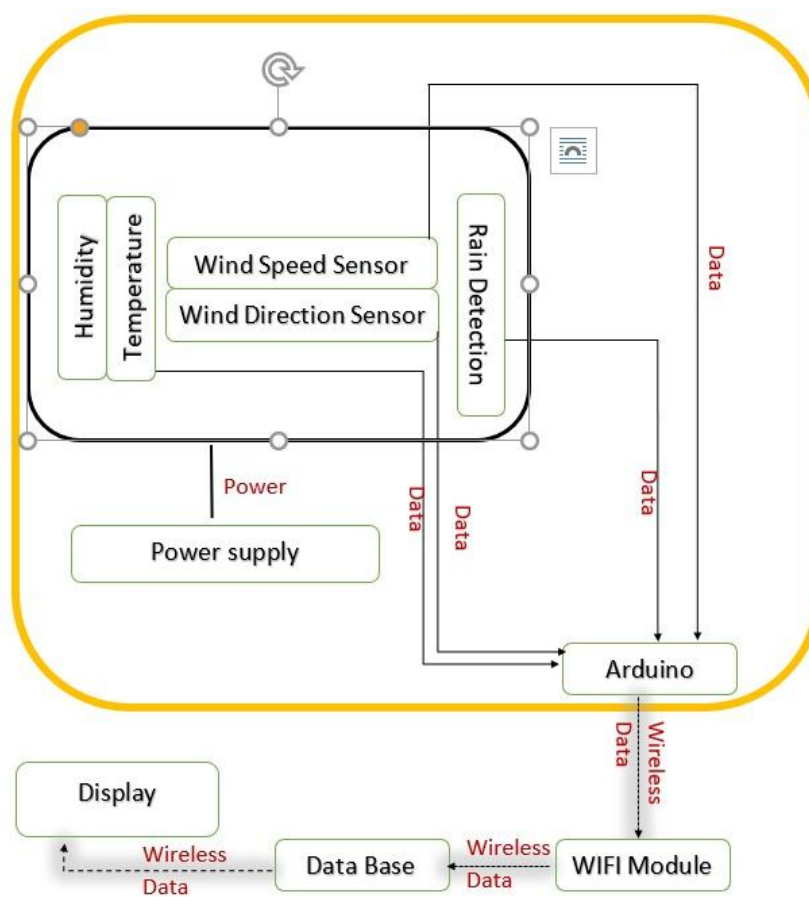 Humidity
Temperature
Wind Speed Sensor
Wind Direction Sensor
Rain Detection
Data
Data
Data
Data
Power
Power supply
Arduino
Wireless
Data
Display
Wireless
Data
Data Base
Wireless
Data
WIFI Module